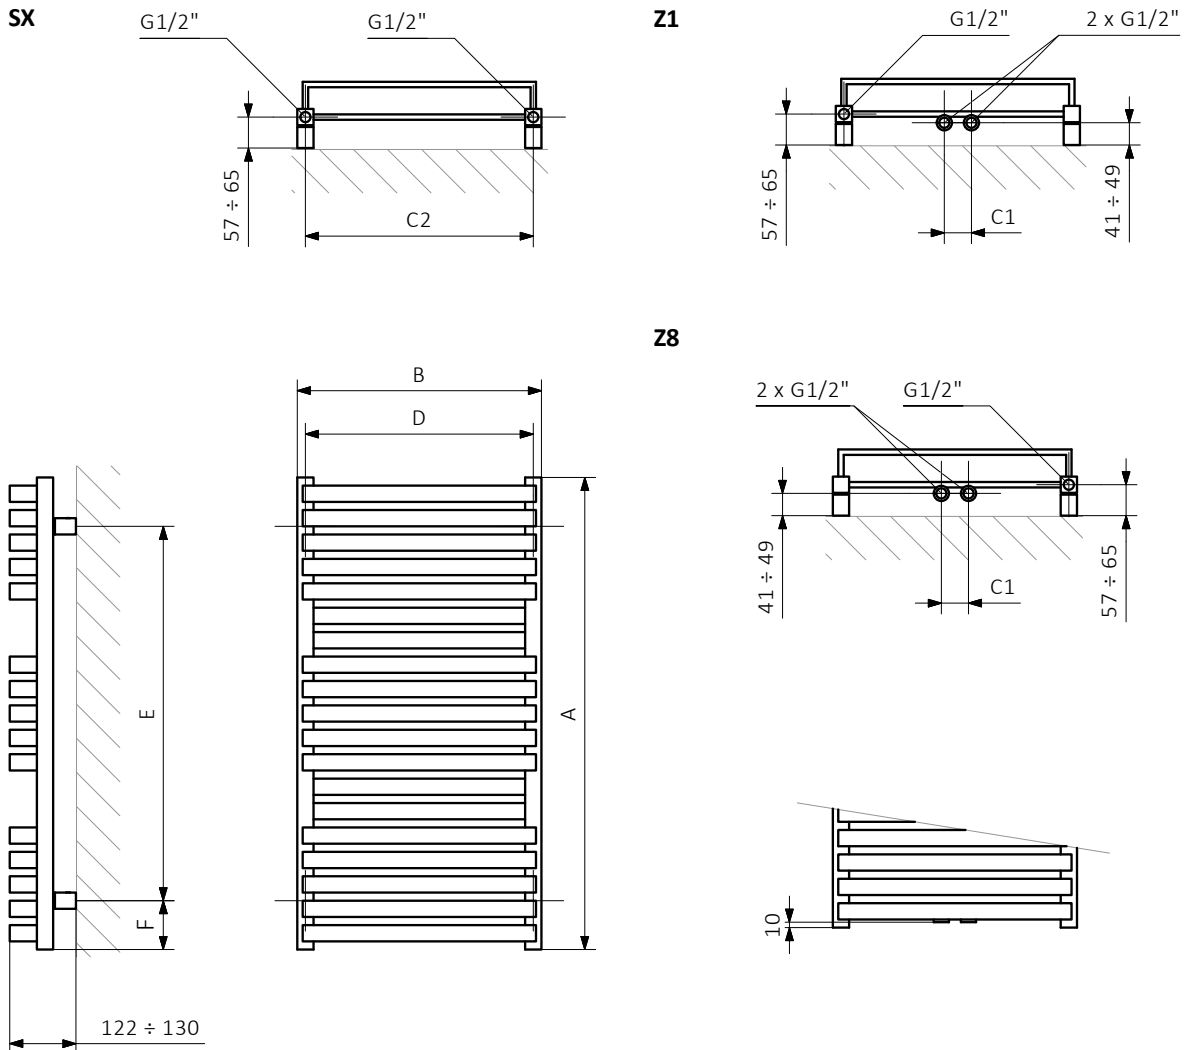 SX
G1/2"
G1/2"
57 ÷ 65
C2
Z1
G1/2"
2 x G1/2"
57 ÷ 65
C1
41 ÷ 49
Z8
2 x G1/2"
G1/2"
41 ÷ 49
C1
57 ÷ 65
B
D
E
A
F
122 ÷ 130
10